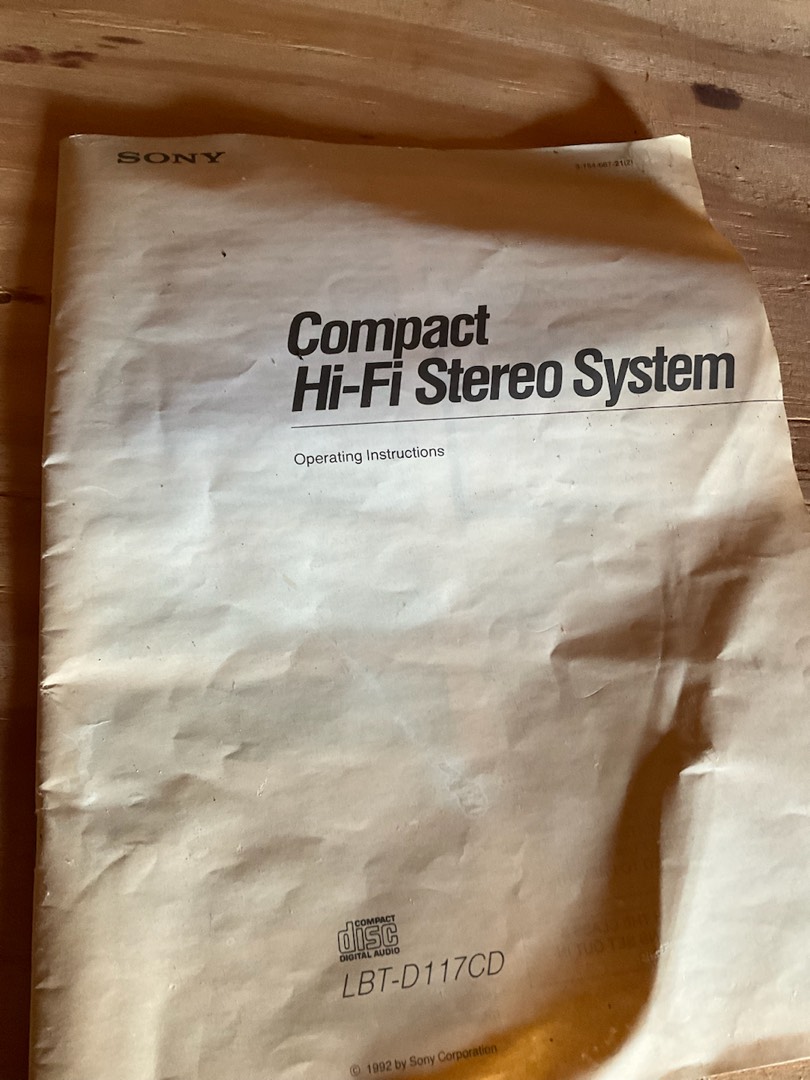 SONY
Compact
Hi-Fi Stereo System
Operating Instructions
COMPACT
disc
DIGITAL AUDIO
LBT-D117CD
© 1992 by Sony Corporation